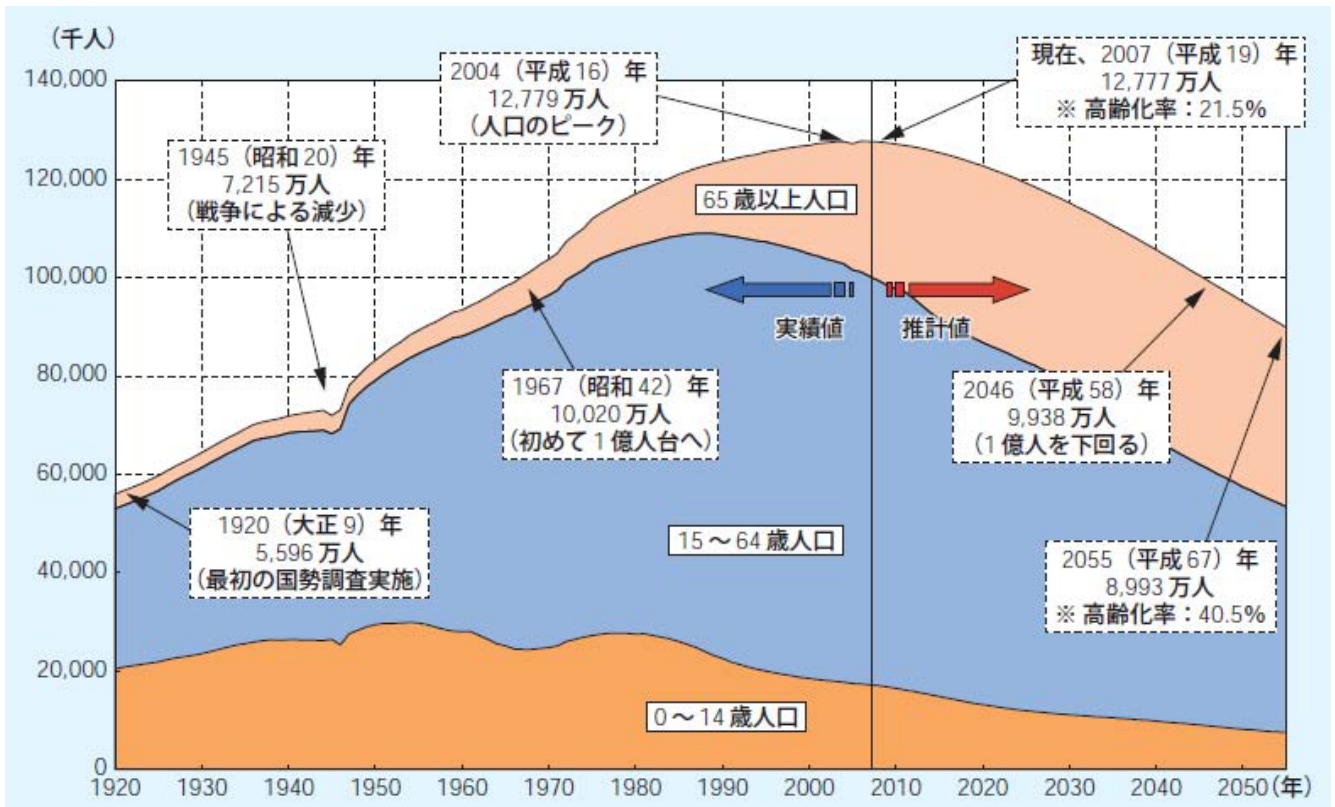 （千人）
140,000
120,000
100,000
80,000
60,000
40,000
20,000
0
1920 1930 1940 1950 1960 1970 1980 1990 2000 2010 2020 2030 2040 2050（年）
1920（大正9）年
5,596万人
（最初の国勢調査実施）
1945（昭和20）年
7,215万人
（戦争による減少）
1967（昭和42）年
10,020万人
（初めて1億人台へ）
2004（平成16）年
12,779万人
（人口のピーク）
現在、2007（平成19）年
12,777万人
※ 高齢化率：21.5%
2046（平成58）年
9,938万人
（1億人を下回る）
2055（平成67）年
8,993万人
※ 高齢化率：40.5%
65歳以上人口
実績値
推計値
15～64歳人口
0～14歳人口